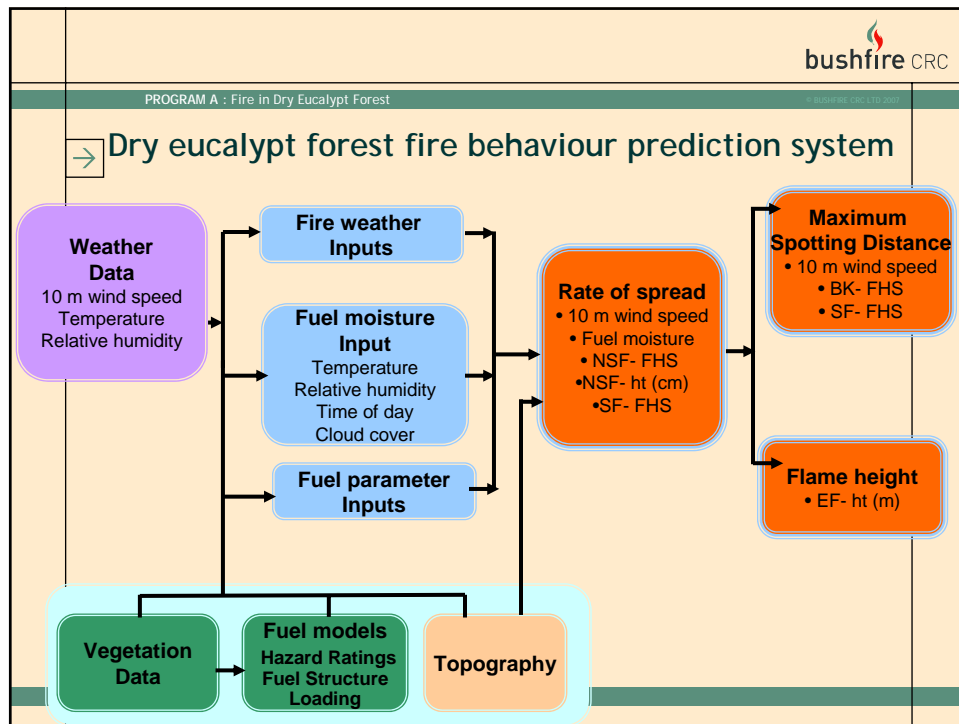 bushfire CRC
PROGRAM A : Fire in Dry Eucalypt Forest
© BUSHFIRE CRC LTD 2007
Dry eucalypt forest fire behaviour prediction system
Weather
Data
10 m wind speed
Temperature
Relative humidity
Fire weather
Inputs
Fuel moisture
Input
Temperature
Relative humidity
Time of day
Cloud cover
Fuel parameter
Inputs
Rate of spread
• 10 m wind speed
• Fuel moisture
• NSF- FHS
•NSF- ht (cm)
•SF- FHS
Maximum
Spotting Distance
• 10 m wind speed
• BK- FHS
• SF- FHS
Flame height
• EF- ht (m)
Vegetation
Data
Fuel models
Hazard Ratings
Fuel Structure
Loading
Topography